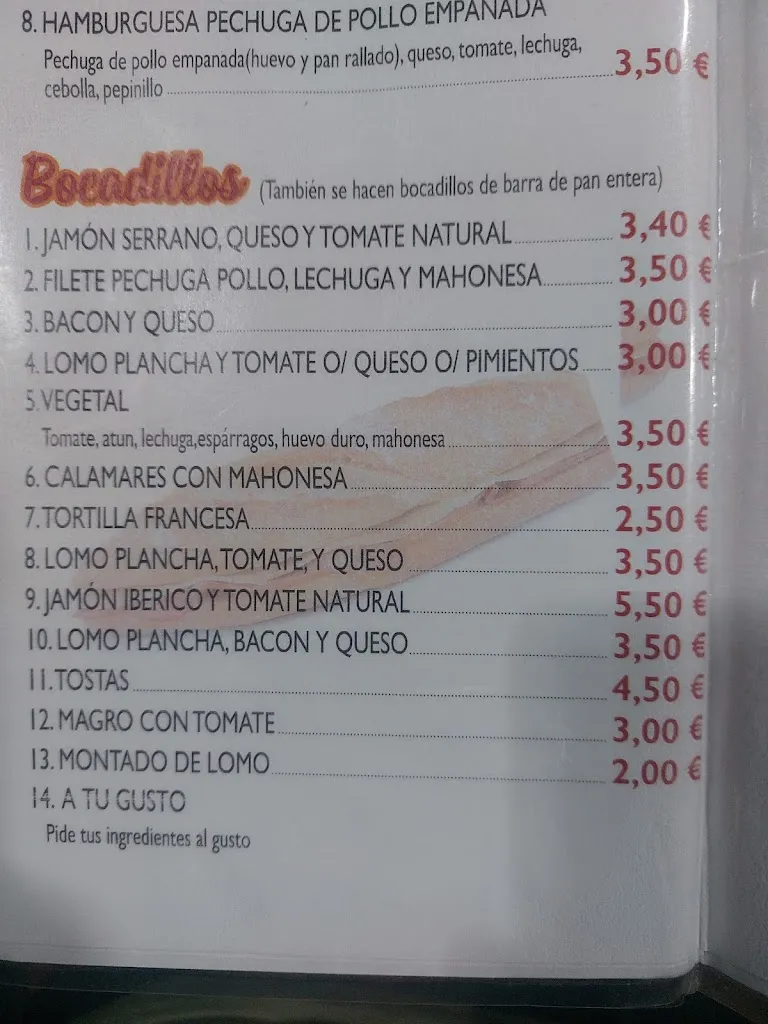 8. HAMBURGUESA PECHUGA DE POLLO EMPANADA
Pechuga de pollo empanada(huevo y pan rallado), queso, tomate, lechuga,
cebolla, pepinillo 3,50 €
Bocadillos (También se hacen bocadillos de barra de pan entera)
1. JAMÓN SERRANO, QUESO Y TOMATE NATURAL 3,40 €
2. FILETE PECHUGA POLLO, LECHUGA Y MAHONESA 3,50 €
3. BACON Y QUESO 3,00 €
4. LOMO PLANCHA Y TOMATE O/ QUESO O/ PIMIENTOS 3,00 €
5. VEGETAL
Tomate, atun, lechuga, espárragos, huevo duro, mahonesa 3,50 €
6. CALAMARES CON MAHONESA 3,50 €
7. TORTILLA FRANCESA 2,50 €
8. LOMO PLANCHA, TOMATE, Y QUESO 3,50 €
9. JAMÓN IBERICO Y TOMATE NATURAL 5,50 €
10. LOMO PLANCHA, BACON Y QUESO 3,50 €
11. TOSTAS 4,50 €
12. MAGRO CON TOMATE 3,00 €
13. MONTADO DE LOMO 2,00 €
14. A TU GUSTO
Pide tus ingredientes al gusto